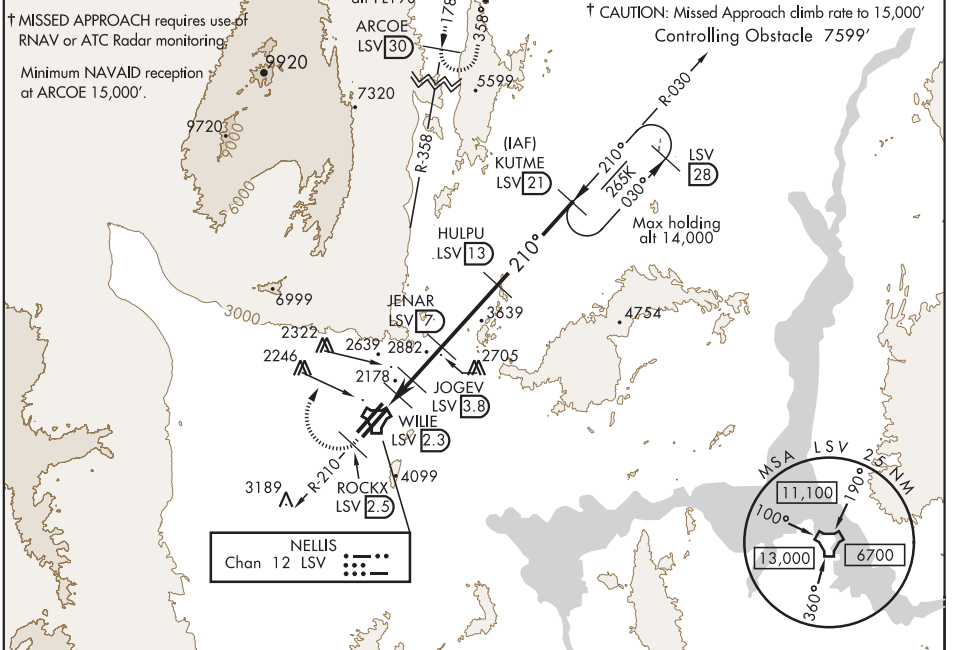 † MISSED APPROACH requires use of
RNAV or ATC Radar monitoring.
Minimum NAVAID reception
at ARCOE 15,000'.
† CAUTION: Missed Approach climb rate to 15,000'
Controlling Obstacle 7599'
ARCOE
LSV 30
178°
358°
9920
9720
9000
6000
7320
5599
R-358
R-030
(IAF)
KUTME
LSV 21
210°
265K
030°
LSV
28
Max holding
alt 14,000
HULPU
LSV 13
210°
6999
3000
JENAR
LSV 7
3639
4754
2322
2639
2882
2246
2705
2178
JOGEV
LSV 3.8
WILIE
LSV 2.3
R-210
4099
3189
ROCKX
LSV 2.5
NELLIS
Chan 12 LSV
MSA LSV 25 NM
11,100
190°
100°
13,000
6700
360°